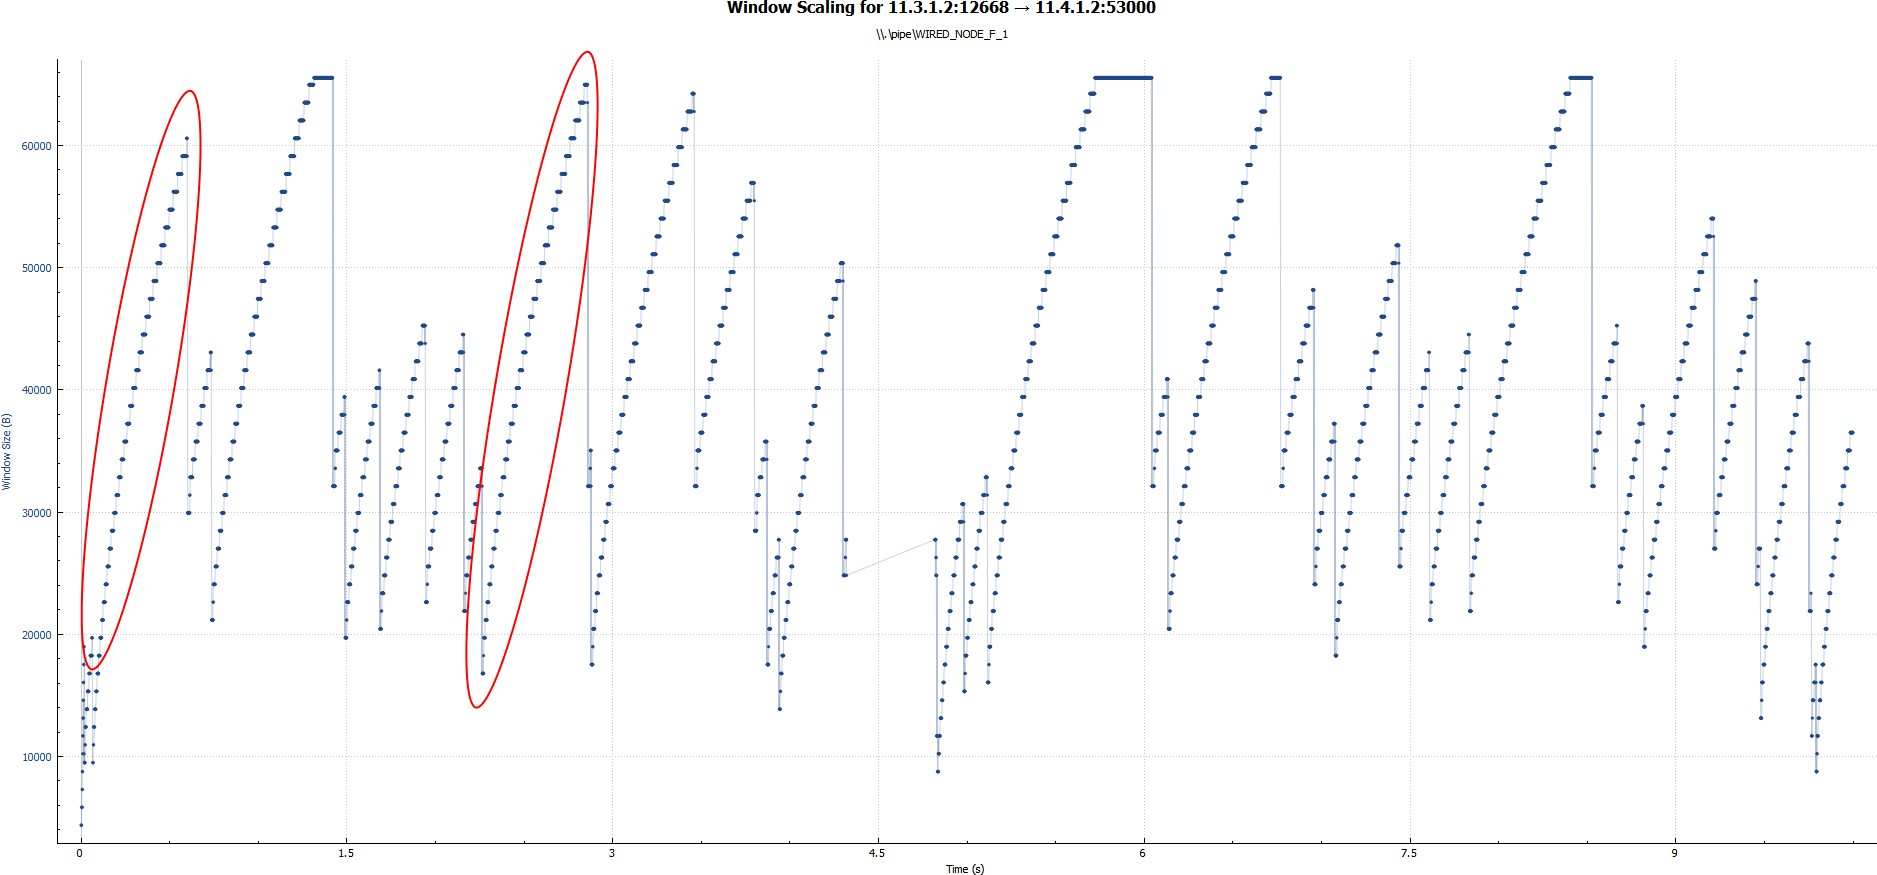 Window Scaling for 11.3.1.2:12668 → 11.4.1.2:53000
\\.\pipe\WIRED_NODE_F_1
60000
50000
40000
30000
20000
10000
Window Size (B)
0 1.5 3 4.5 6 7.5 9
Time (s)